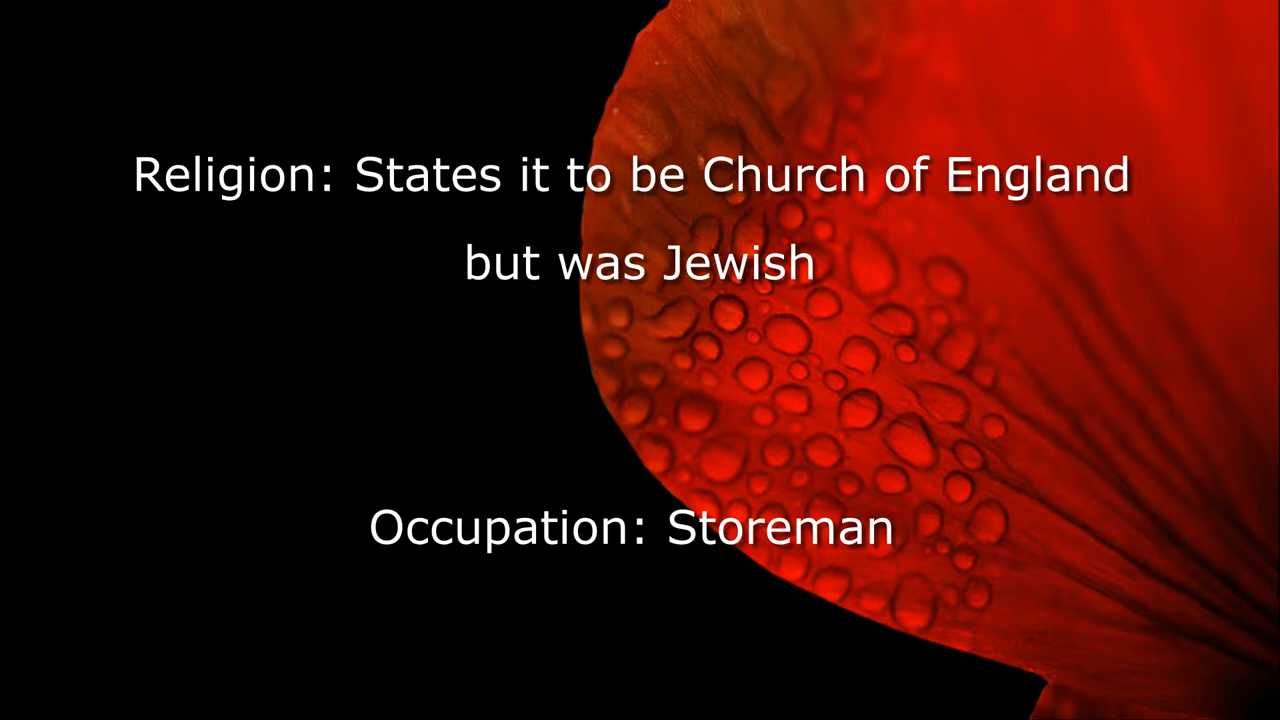 Religion: States it to be Church of England
but was Jewish
Occupation: Storeman